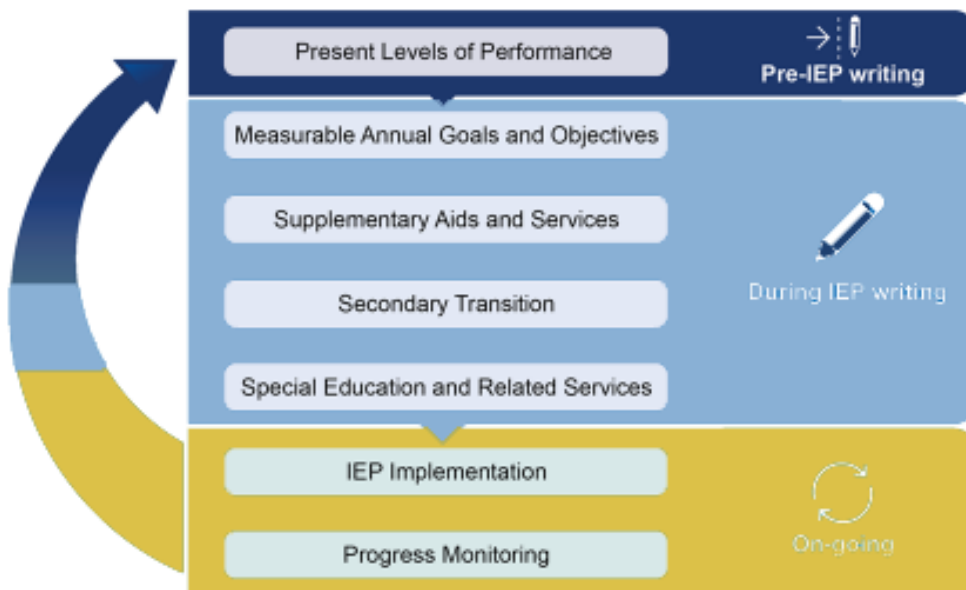 Present Levels of Performance
Pre-IEP writing
Measurable Annual Goals and Objectives
Supplementary Aids and Services
Secondary Transition
During IEP writing
Special Education and Related Services
IEP Implementation
Progress Monitoring
On-going